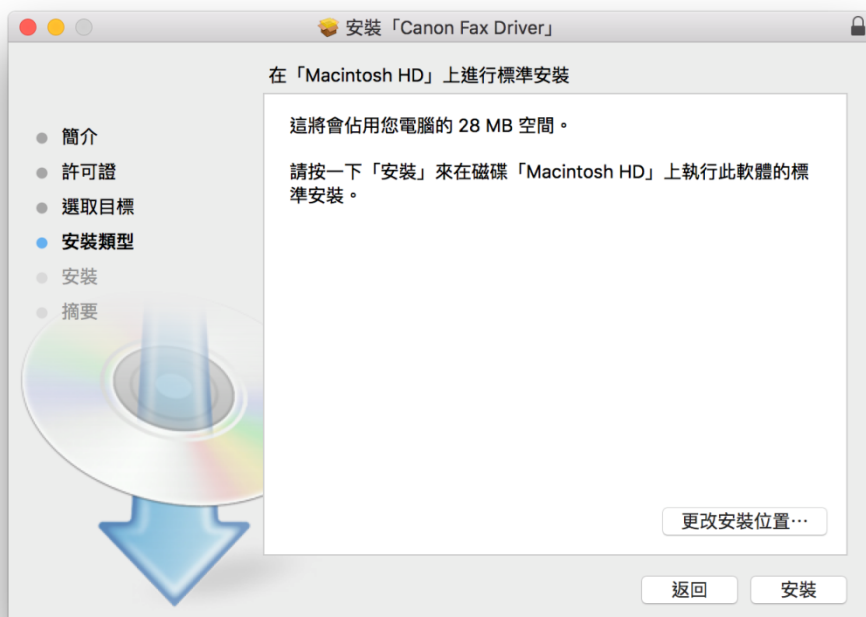 安裝「Canon Fax Driver」
在「Macintosh HD」上進行標準安裝
簡介
許可證
選取目標
安裝類型
安裝
摘要
這將會佔用您電腦的 28 MB 空間。
請按一下「安裝」來在磁碟「Macintosh HD」上執行此軟體的標
準安裝。
更改安裝位置⋯
返回
安裝